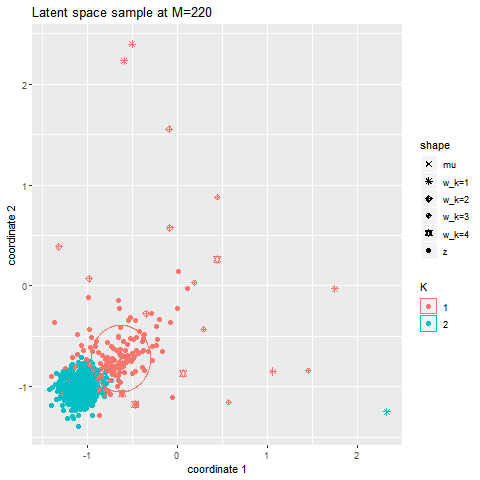 Latent space sample at M=220
2
1
0
-1
coordinate 2
-1
0
1
2
coordinate 1
shape
mu
w_k=1
w_k=2
w_k=3
w_k=4
z
K
1
2